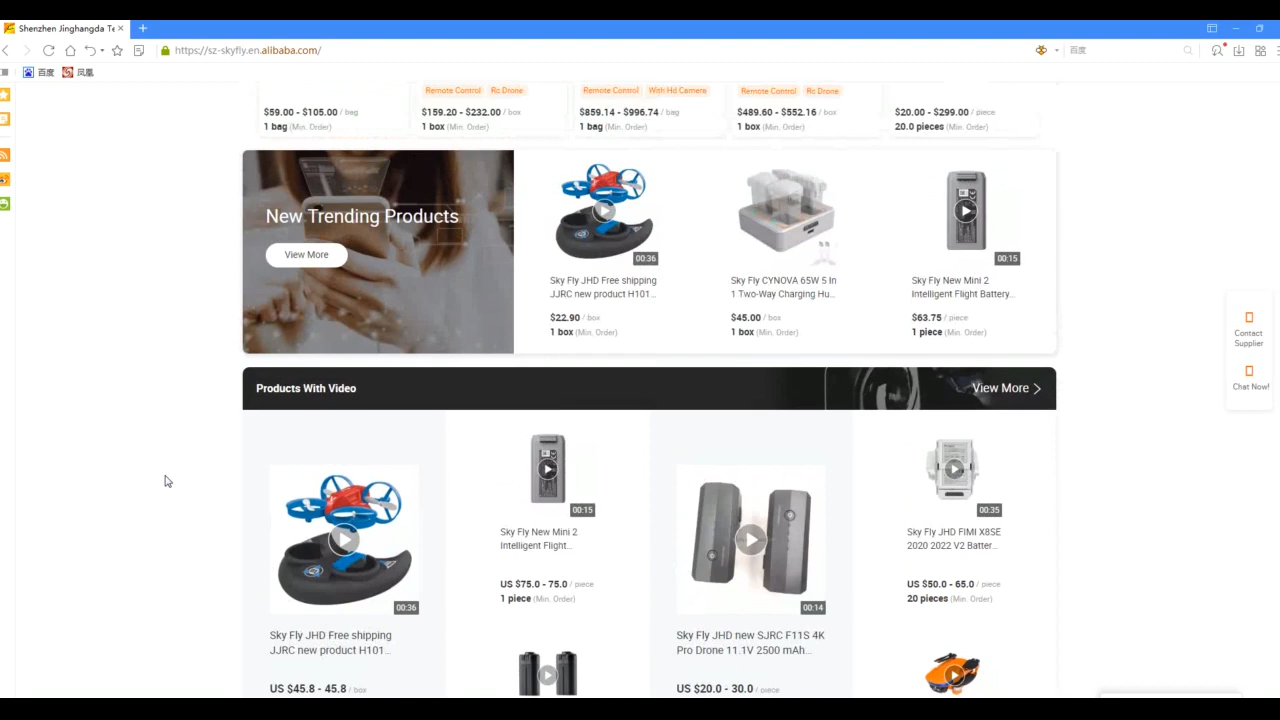 Shenzhen Jinghangda Te
https://sz-skyfly.en.alibaba.com/
百度
百度
凤凰
Remote Control Rc Drone
Remote Control With Hd Camera
Remote Control Rc Drone
$59.00 - $105.00 / bag
1 bag (Min. Order)
$159.20 - $232.00 / box
1 box (Min. Order)
$859.14 - $996.74 / bag
1 bag (Min. Order)
$489.60 - $552.16 / box
1 box (Min. Order)
$20.00 - $299.00 / piece
20.0 pieces (Min. Order)
New Trending Products
View More
00:36
Sky Fly JHD Free shipping
JJRC new product H101...
$22.90 / box
1 box (Min. Order)
Sky Fly CYNOVA 65W 5 In
1 Two-Way Charging Hu...
$45.00 / box
1 box (Min. Order)
00:15
Sky Fly New Mini 2
Intelligent Flight Battery...
$63.75 / piece
1 piece (Min. Order)
Contact
Supplier
Chat Now!
Products With Video
View More
00:36
Sky Fly JHD Free shipping
JJRC new product H101...
US $45.8 - 45.8 / box
00:15
Sky Fly New Mini 2
Intelligent Flight...
US $75.0 - 75.0 / piece
1 piece (Min. Order)
00:14
Sky Fly JHD new SJRC F11S 4K
Pro Drone 11.1V 2500 mAh...
US $20.0 - 30.0 / piece
00:35
Sky Fly JHD FIMI X8SE
2020 2022 V2 Batter...
US $50.0 - 65.0 / piece
20 pieces (Min. Order)